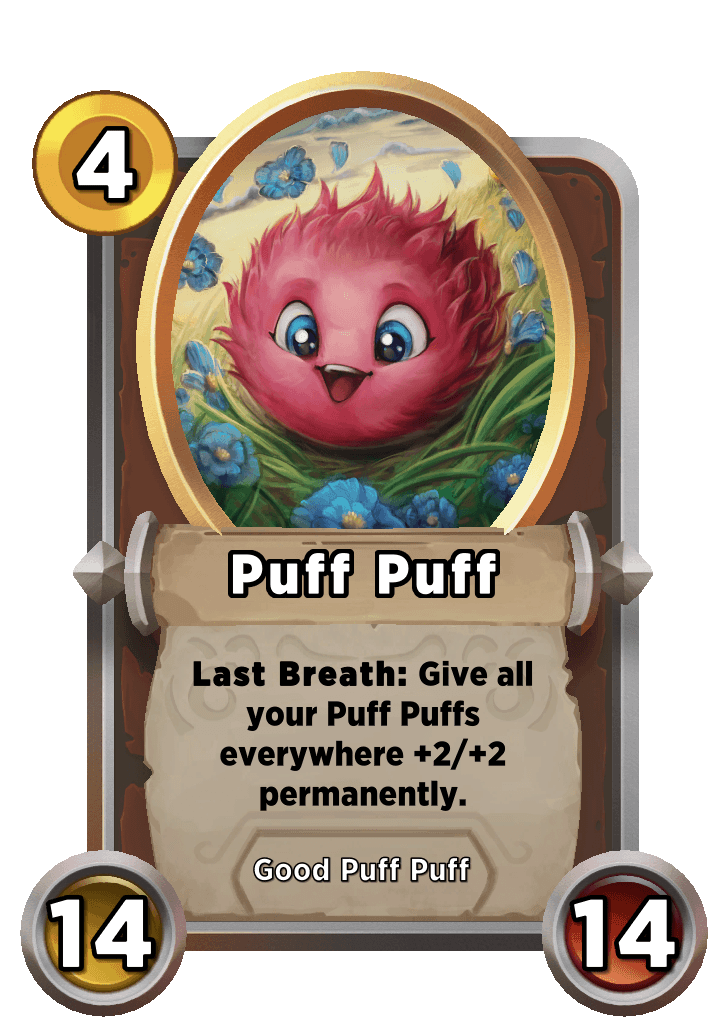 4
Puff Puff
Last Breath: Give all
your Puff Puffs
everywhere +2/+2
permanently.
Good Puff Puff
14
14